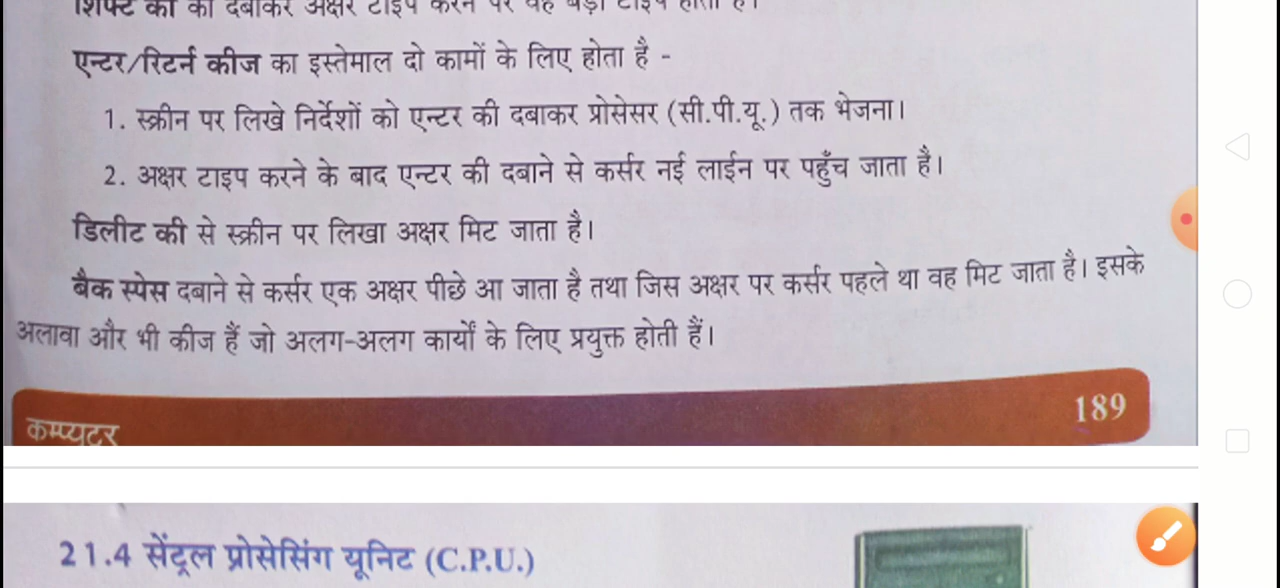 शिफ्ट की को दबाकर अक्षर टाइप करने पर वह बड़ा टाइप होता है।
एन्टर/रिटर्न कीज का इस्तेमाल दो कामों के लिए होता है -
1. स्क्रीन पर लिखे निर्देशों को एन्टर की दबाकर प्रोसेसर (सी.पी.यू.) तक भेजना।
2. अक्षर टाइप करने के बाद एन्टर की दबाने से कर्सर नई लाईन पर पहुँच जाता है।
डिलीट की से स्क्रीन पर लिखा अक्षर मिट जाता है।
बैक स्पेस दबाने से कर्सर एक अक्षर पीछे आ जाता है तथा जिस अक्षर पर कर्सर पहले था वह मिट जाता है। इसके
अलावा और भी कीज हैं जो अलग-अलग कार्यों के लिए प्रयुक्त होती हैं।
189
कम्प्यूटर
21.4 सेंट्रल प्रोसेसिंग यूनिट (C.P.U.)